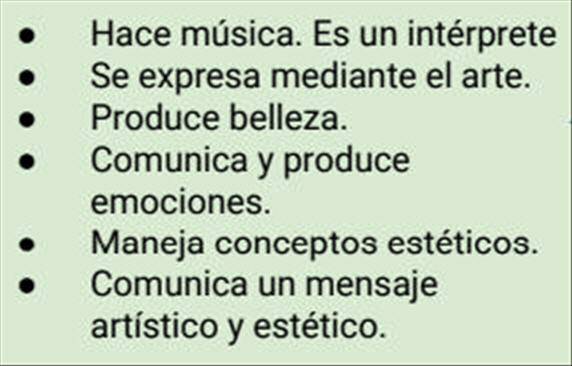 ● Hace música. Es un intérprete
● Se expresa mediante el arte.
● Produce belleza.
● Comunica y produce
emociones.
● Maneja conceptos estéticos.
● Comunica un mensaje
artístico y estético.